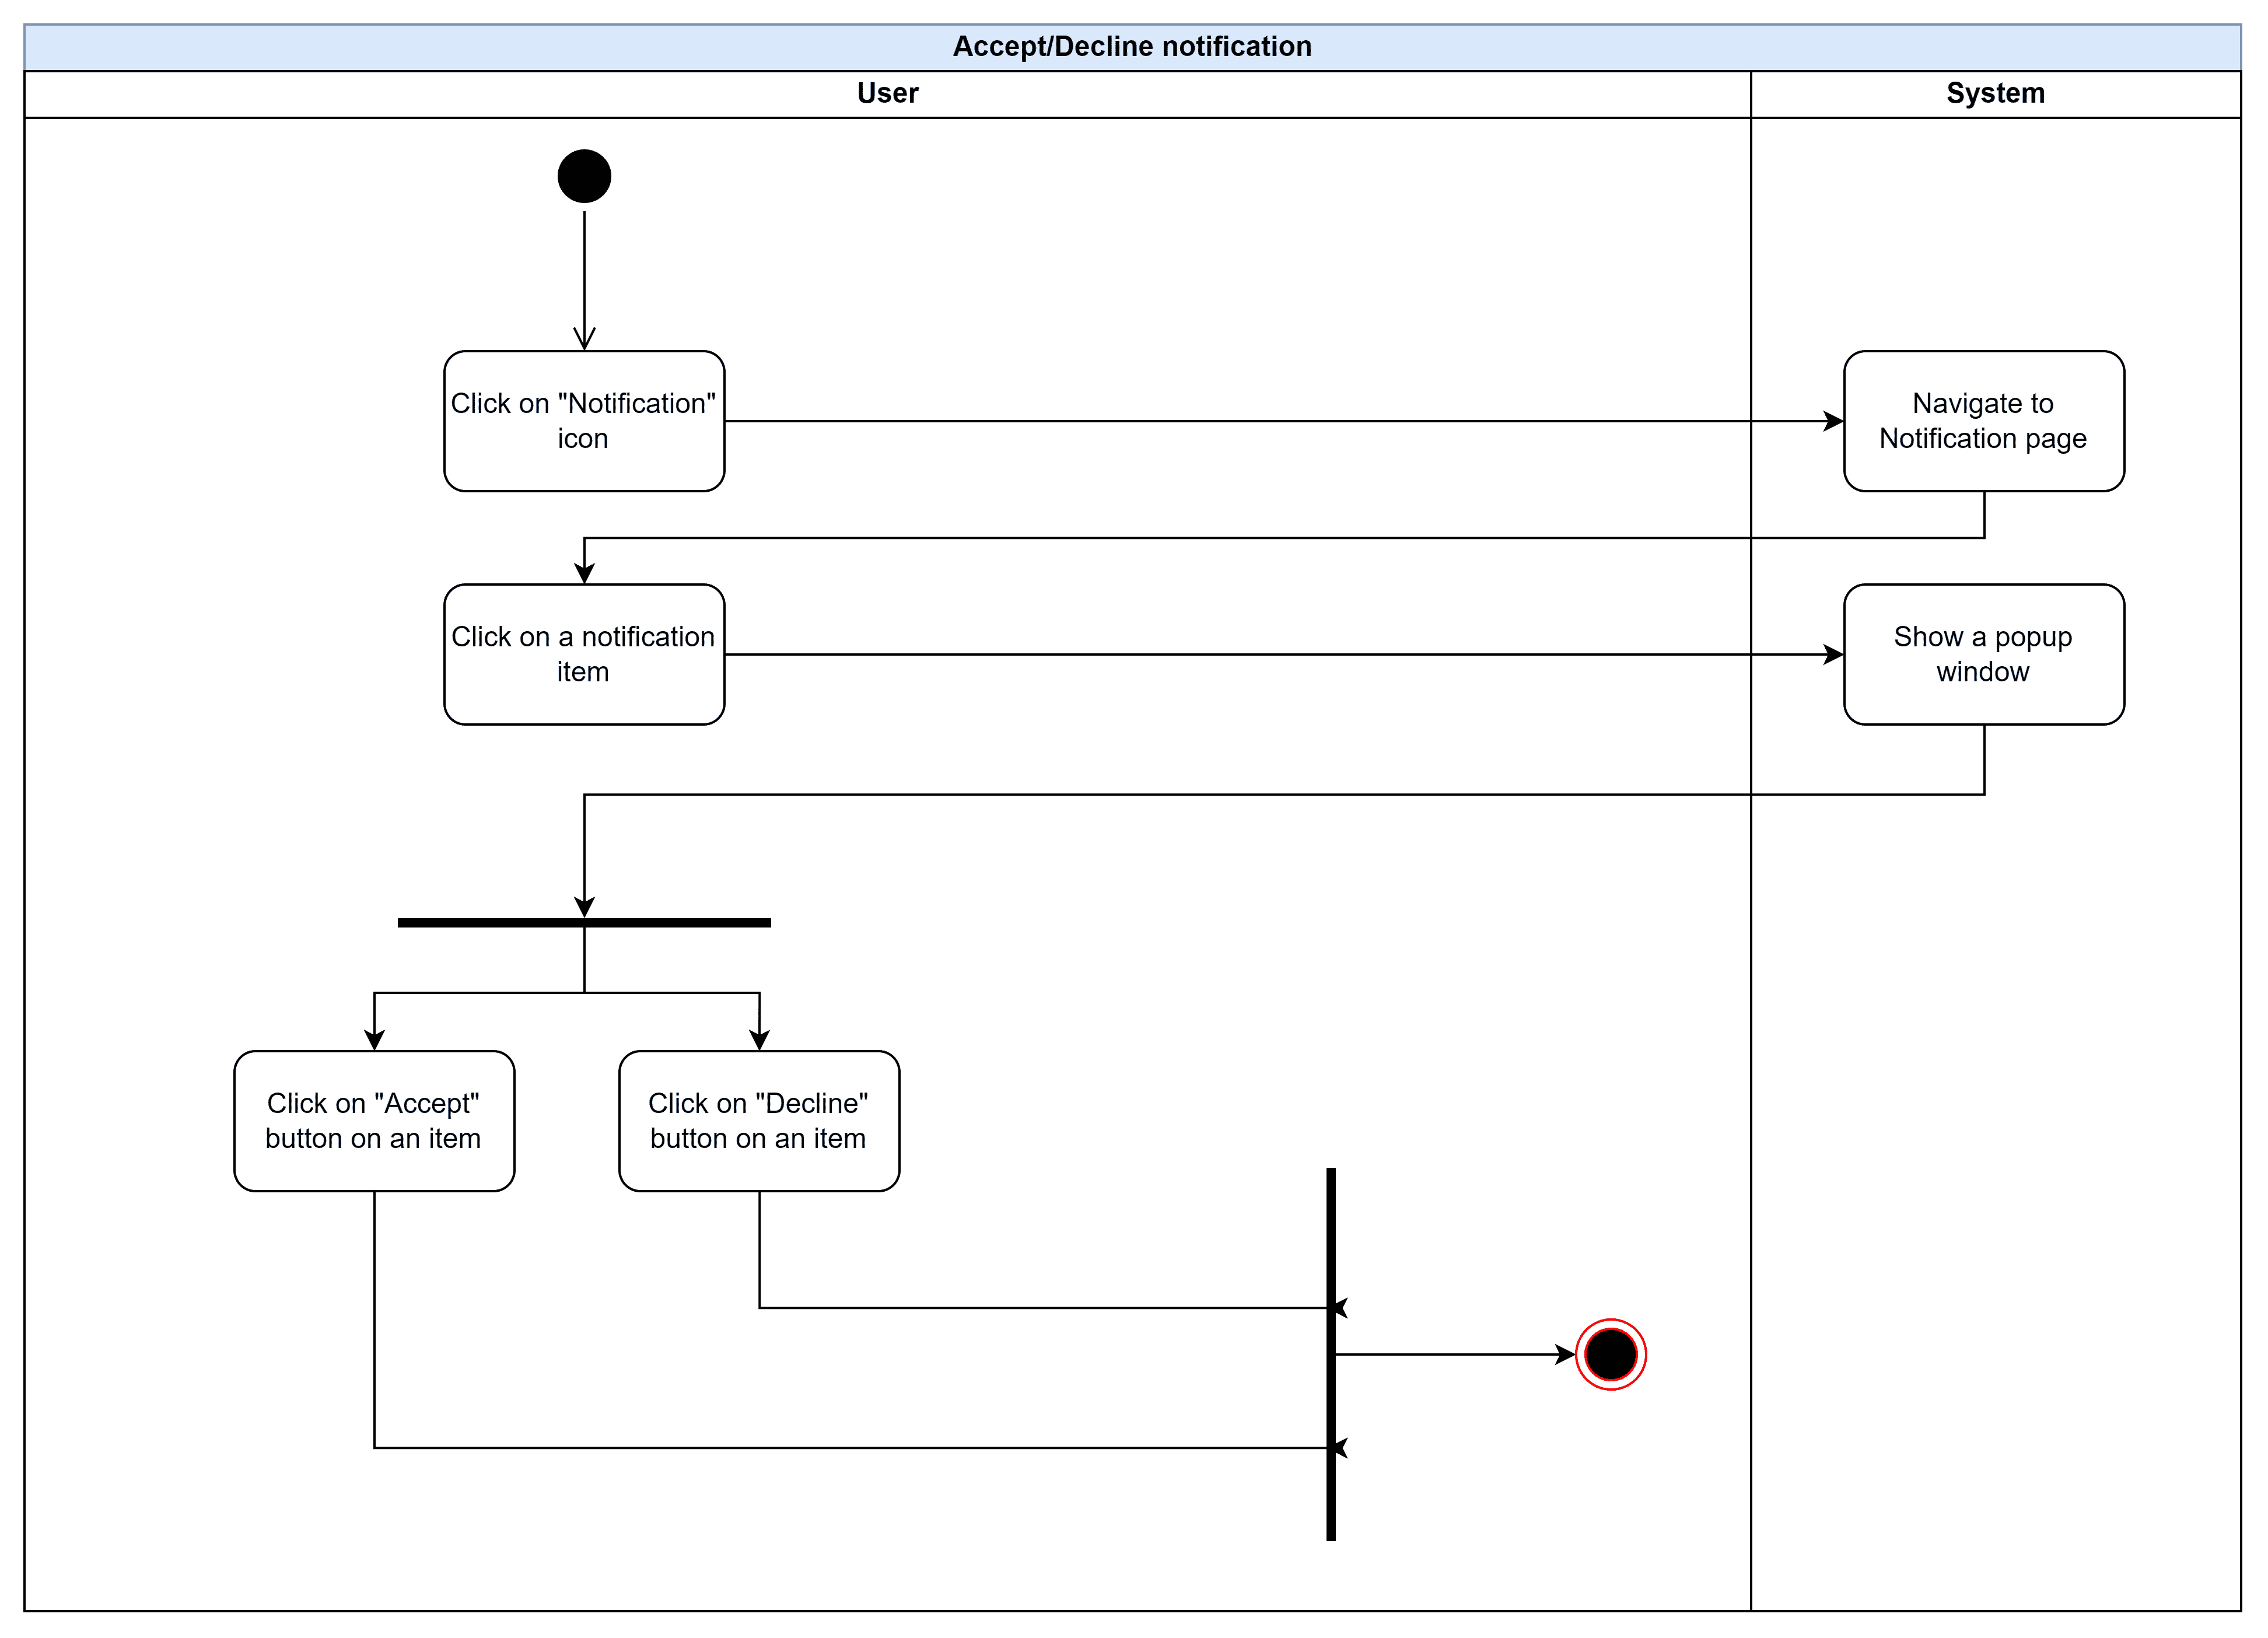 Accept/Decline notification
User
System
Click on "Notification"
icon
Navigate to
Notification page
Click on a notification
item
Show a popup
window
Click on "Accept"
button on an item
Click on "Decline"
button on an item